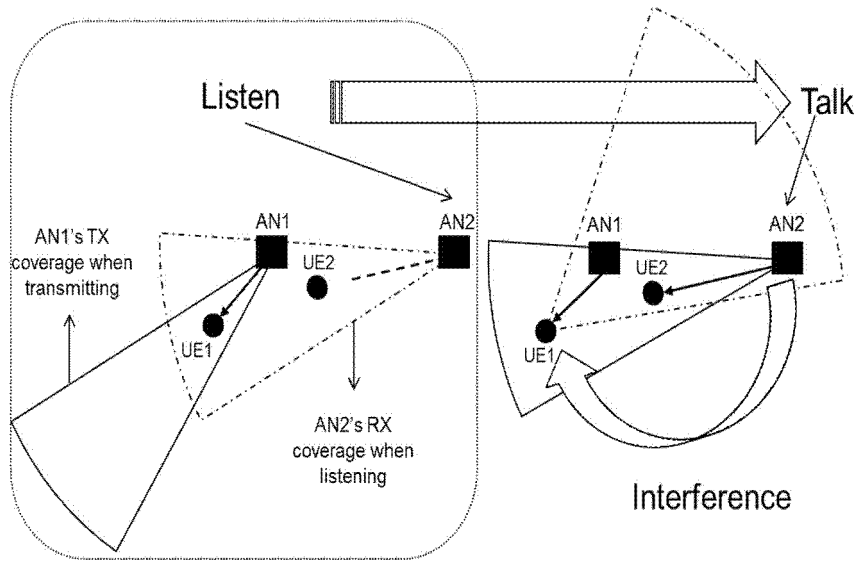 Listen
Talk
AN1
AN2
AN1's TX
coverage when
transmitting
UE2
UE1
AN2's RX
coverage when
listening
AN1
AN2
UE2
UE1
Interference